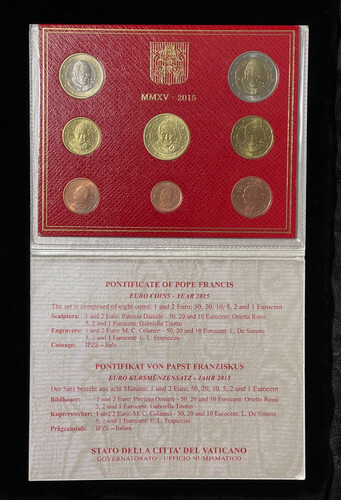 MMXV - 2015
PONTIFICATE OF POPE FRANCIS
EURO COINS - YEAR 2015
The set is composed of eight coins: 1 and 2 Euro; 50, 20, 10, 5, 2 and 1 Eurocent
Sculptors: 1 and 2 Euro: Patrizio Daniele - 50, 20 and 10 Eurocent: Orietta Rossi
5, 2 and 1 Eurocent: Gabriella Titotto
Engravers: 1 and 2 Euro: M. C. Colaneri - 50, 20 and 10 Eurocent: L. De Simoni
5, 2 and 1 Eurocent: E. L. Frapiccini
Coinage: IPZS - Italy
PONTIFIKAT VON PAPST FRANZISKUS
EURO KURSMÜNZENSATZ - JAHR 2015
Der Satz besteht aus acht Münzen: 1 und 2 Euro; 50, 20, 10, 5, 2 und 1 Eurocent
Bildhauer: 1 und 2 Euro: Patrizio Daniele - 50, 20 und 10 Eurocent: Orietta Rossi
5, 2 und 1 Eurocent: Gabriella Titotto
Kupferstecher: 1 und 2 Euro: M. C. Colaneri - 50, 20 und 10 Eurocent: L. De Simoni
5, 2 und 1 Eurocent: E. L. Frapiccini
Prägeanstalt: IPZS - Italien
STATO DELLA CITTA' DEL VATICANO
GOVERNATORATO - UFFICIO NUMISMATICO